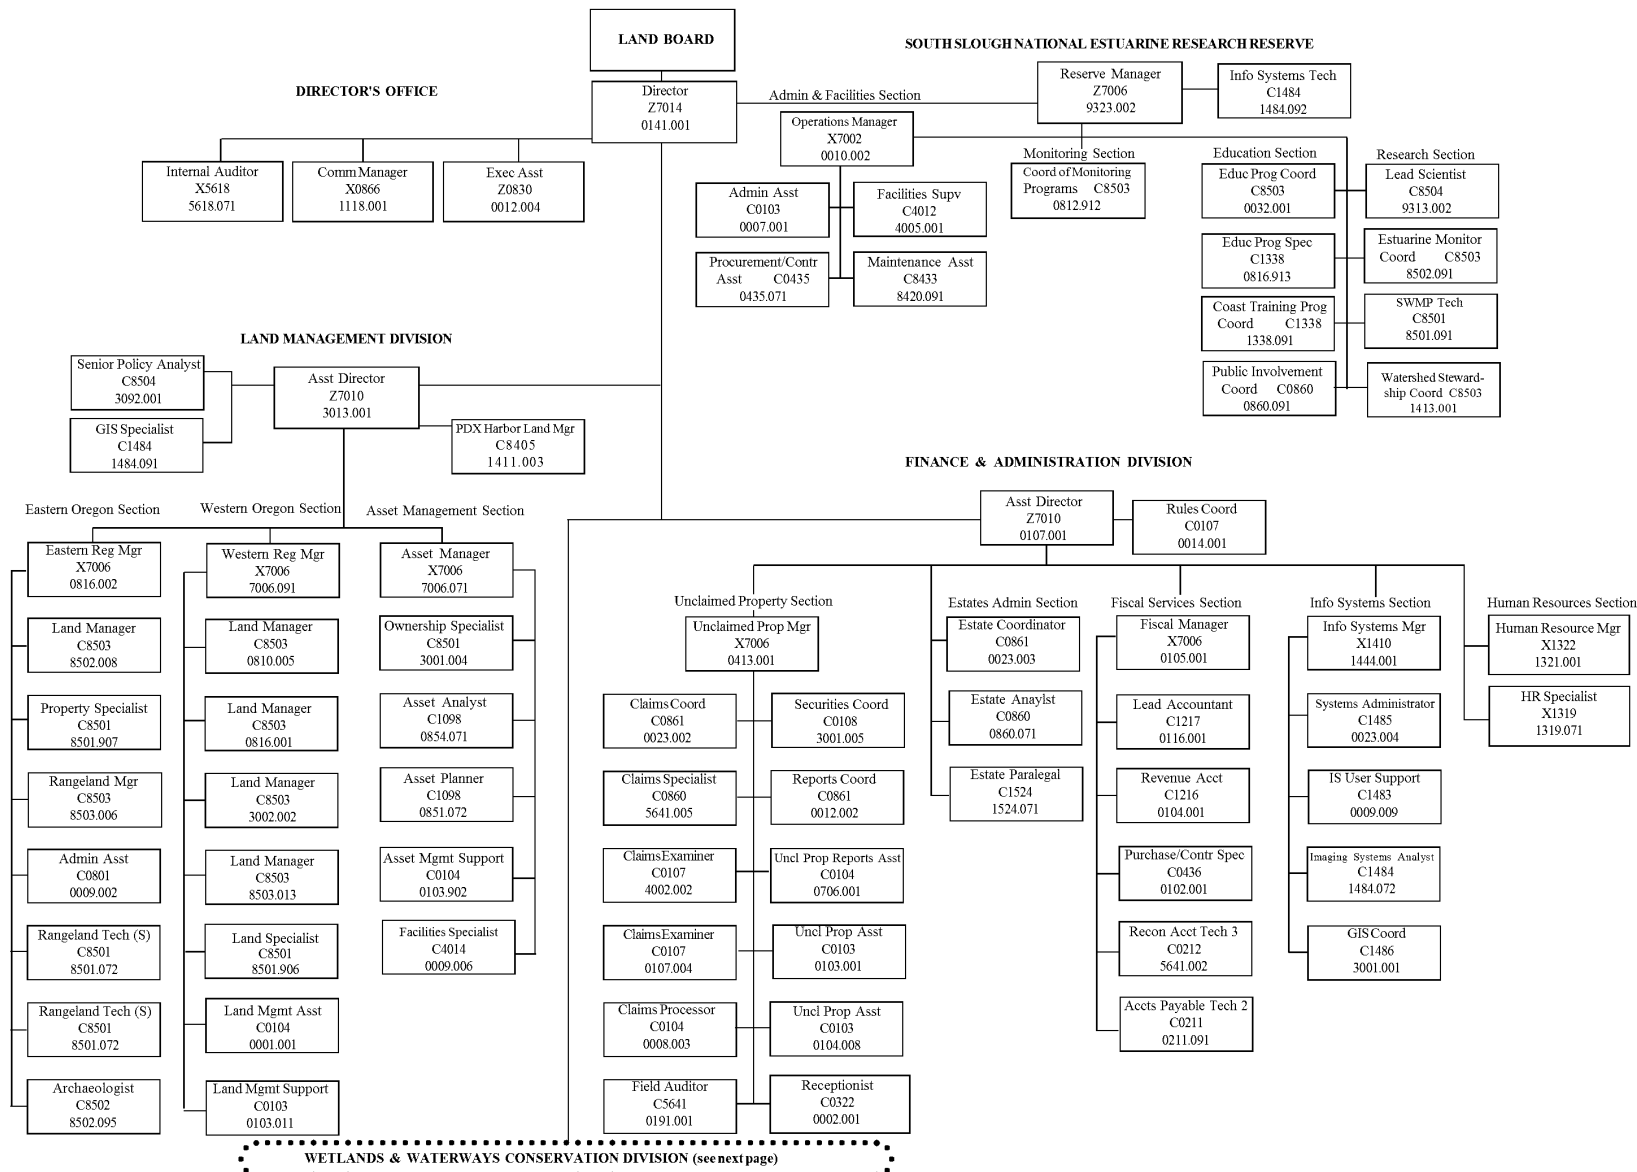 LAND BOARD
SOUTH SLOUGH NATIONAL ESTUARINE RESEARCH RESERVE
DIRECTOR'S OFFICE
Director
Z7014
0141.001
Admin & Facilities Section
Reserve Manager
Z7006
9323.002
Info Systems Tech
C1484
1484.092
Internal Auditor
X5618
5618.071
Comm Manager
X0866
1118.001
Exec Asst
Z0830
0012.004
Operations Manager
X7002
0010.002
Admin Asst
C0103
0007.001
Facilities Supv
C4012
4005.001
Procurement/Contr
Asst C0435
0435.071
Maintenance Asst
C8433
8420.091
Monitoring Section
Coord of Monitoring
Programs C8503
0812.912
Education Section
Educ Prog Coord
C8503
0032.001
Educ Prog Spec
C1338
0816.913
Coast Training Prog
Coord C1338
1338.091
Public Involvement
Coord C0860
0860.091
Research Section
Lead Scientist
C8504
9313.002
Estuarine Monitor
Coord C8503
8502.091
SWMP Tech
C8501
8501.091
Watershed Steward-
ship Coord C8503
1413.001
LAND MANAGEMENT DIVISION
Senior Policy Analyst
C8504
3092.001
GIS Specialist
C1484
1484.091
Asst Director
Z7010
3013.001
PDX Harbor Land Mgr
C8405
1411.003
Eastern Oregon Section
Eastern Reg Mgr
X7006
0816.002
Land Manager
C8503
8502.008
Property Specialist
C8501
8501.907
Rangeland Mgr
C8503
8503.006
Admin Asst
C0801
0009.002
Rangeland Tech (S)
C8501
8501.072
Rangeland Tech (S)
C8501
8501.072
Archaeologist
C8502
8502.095
Western Oregon Section
Western Reg Mgr
X7006
7006.091
Land Manager
C8503
0810.005
Land Manager
C8503
0816.001
Land Manager
C8503
3002.002
Land Manager
C8503
8503.013
Land Specialist
C8501
8501.906
Land Mgmt Asst
C0104
0001.001
Land Mgmt Support
C0103
0103.011
Asset Management Section
Asset Manager
X7006
7006.071
Ownership Specialist
C8501
3001.004
Asset Analyst
C1098
0854.071
Asset Planner
C1098
0851.072
Asset Mgmt Support
C0104
0103.902
Facilities Specialist
C4014
0009.006
FINANCE & ADMINISTRATION DIVISION
Asst Director
Z7010
0107.001
Rules Coord
C0107
0014.001
Unclaimed Property Section
Unclaimed Prop Mgr
X7006
0413.001
Claims Coord
C0861
0023.002
Securities Coord
C0108
3001.005
Claims Specialist
C0860
5641.005
Reports Coord
C0861
0012.002
Claims Examiner
C0107
4002.002
Uncl Prop Reports Asst
C0104
0706.001
Claims Examiner
C0107
0107.004
Uncl Prop Asst
C0103
0103.001
Claims Processor
C0104
0008.003
Uncl Prop Asst
C0103
0104.008
Field Auditor
C5641
0191.001
Receptionist
C0322
0002.001
Estates Admin Section
Estate Coordinator
C0861
0023.003
Estate Anaylst
C0860
0860.071
Estate Paralegal
C1524
1524.071
Fiscal Services Section
Fiscal Manager
X7006
0105.001
Lead Accountant
C1217
0116.001
Revenue Acct
C1216
0104.001
Purchase/Contr Spec
C0436
0102.001
Recon Acct Tech 3
C0212
5641.002
Accts Payable Tech 2
C0211
0211.091
Info Systems Section
Info Systems Mgr
X1410
1444.001
Systems Administrator
C1485
0023.004
IS User Support
C1483
0009.009
Imaging Systems Analyst
C1484
1484.072
GIS Coord
C1486
3001.001
Human Resources Section
Human Resource Mgr
X1322
1321.001
HR Specialist
X1319
1319.071
WETLANDS & WATERWAYS CONSERVATION DIVISION (see next page)